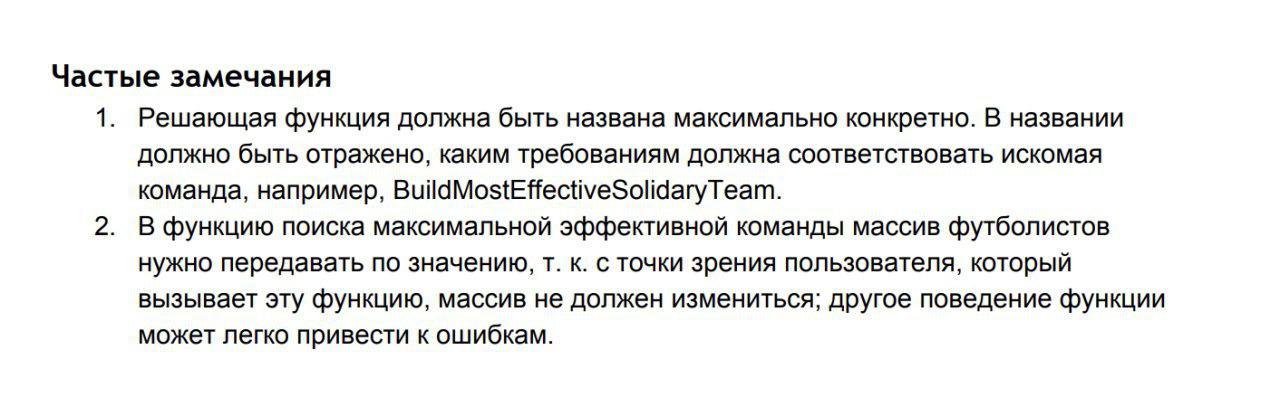 Частые замечания
1. Решающая функция должна быть названа максимально конкретно. В названии
должно быть отражено, каким требованиям должна соответствовать искомая
команда, например, BuildMostEffectiveSolidaryTeam.
2. В функцию поиска максимальной эффективной команды массив футболистов
нужно передавать по значению, т. к. с точки зрения пользователя, который
вызывает эту функцию, массив не должен измениться; другое поведение функции
может легко привести к ошибкам.